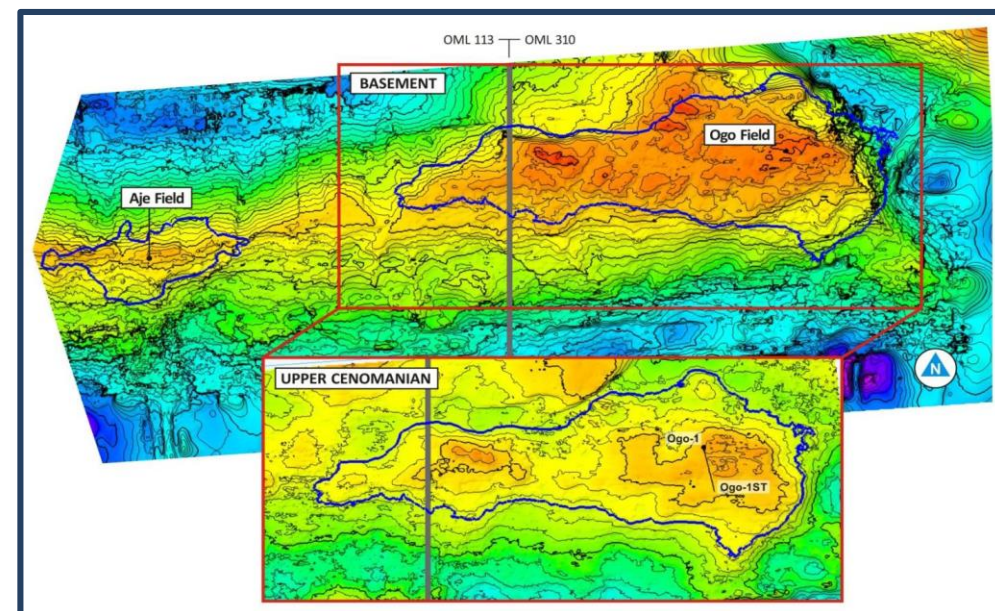 OML 113 OML 310
BASEMENT
Ogo Field
Aje Field
N
UPPER CENOMANIAN
Ogo-1
Ogo-1ST